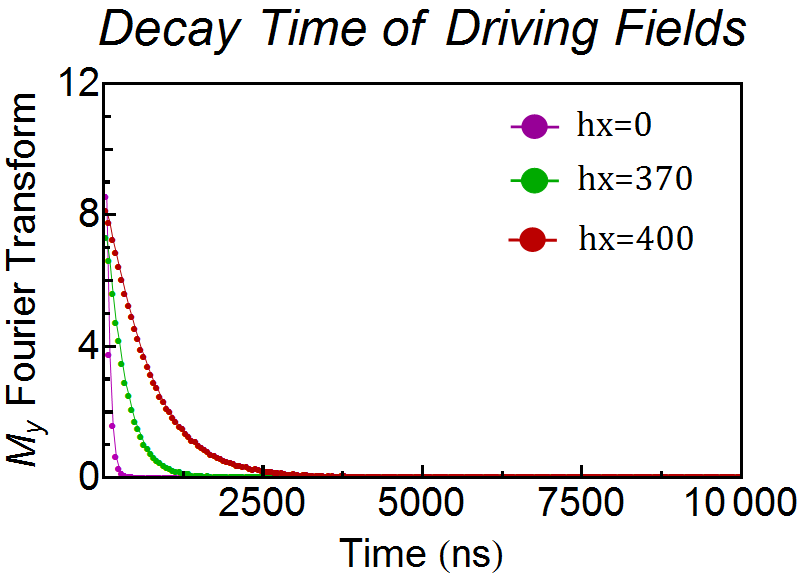 Decay Time of Driving Fields
12
8
4
0
My Fourier Transform
hx=0
hx=370
hx=400
2500 5000 7500 10 000
Time (ns)